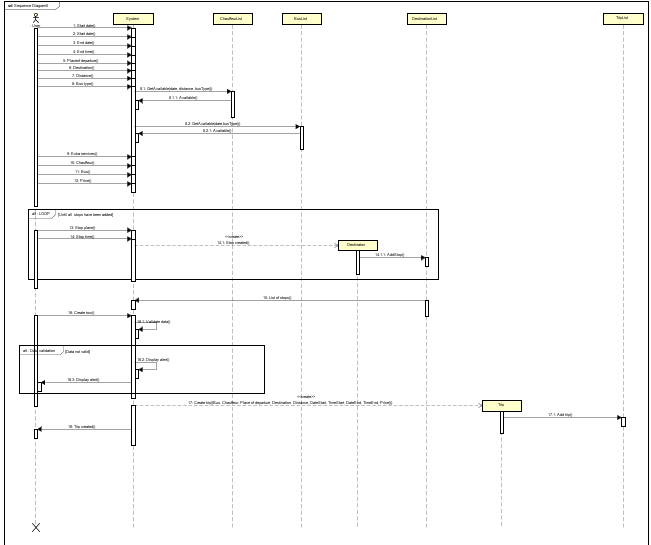 sd: Sequence Diagram0
System
ChauffeurList
BusList
DestinationList
TripList
User
1: Start date()
2: Start date()
3: End date()
4: End time()
5: Place of departure()
6: Destination()
7: Distance()
8: Bus type()
8.1: GetAvailable(date, distance, busType)()
8.1.1: Available()
8.2: GetAvailable(date,busType)()
8.2.1: Available()
9: Extra services()
10: Chauffeur()
11: Bus()
12: Price()
alt : LOOP
[Until all stops have been added]
13: Stop place()
14: Stop time()
<<create>>
14.1: Stop created()
Destination
14.1.1: Add Stop()
15: List of stops()
16: Create tour()
16.1: Validate data()
alt : Data validation
[Data not valid]
16.2: Display alert()
16.3: Display alert()
<<create>>
17: Create trip(Bus, Chauffeur, Place of departure, Destination, Distance, DateStart, TimeStart, DateEnd, TimeEnd, Price)()
Trip
17.1: Add trip()
18: Trip created()